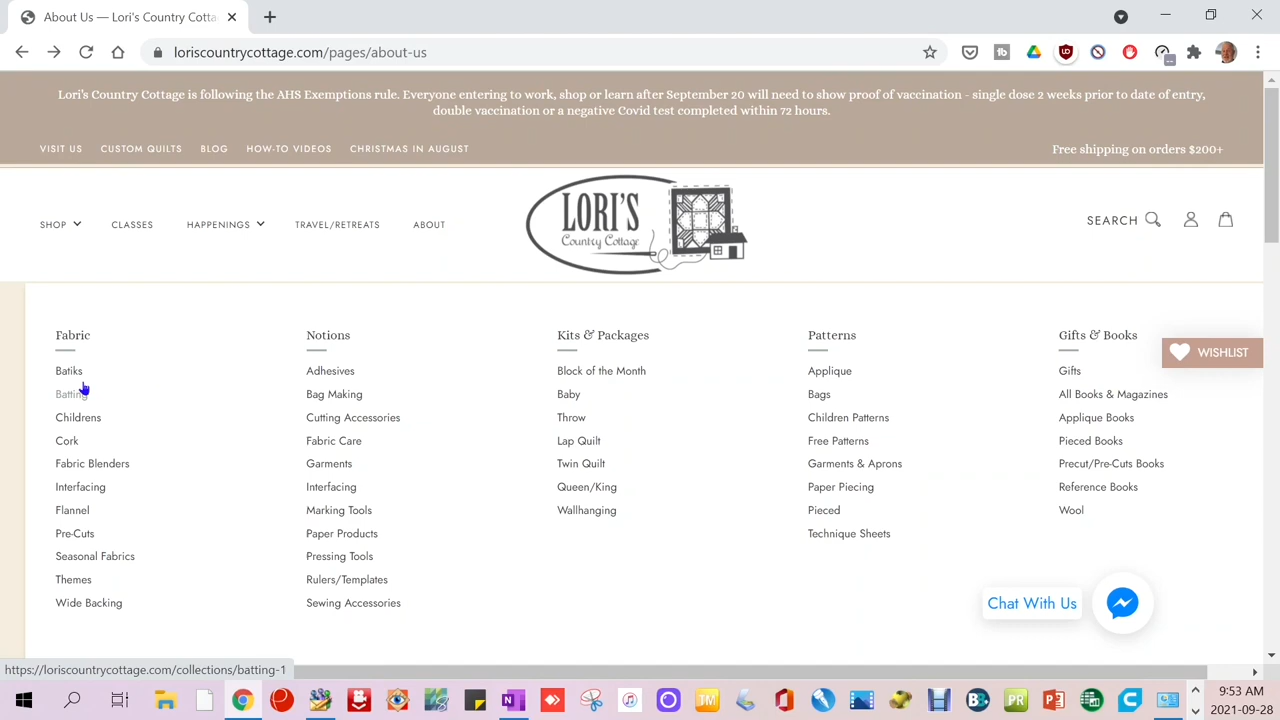 About Us — Lori's Country Cotta
loriscountrycottage.com/pages/about-us
Lori's Country Cottage is following the AHS Exemptions rule. Everyone entering to work, shop or learn after September 20 will need to show proof of vaccination - single dose 2 weeks prior to date of entry,
double vaccination or a negative Covid test completed within 72 hours.
VISIT US CUSTOM QUILTS BLOG HOW-TO VIDEOS CHRISTMAS IN AUGUST Free shipping on orders $200+
SHOP CLASSES HAPPENINGS TRAVEL/RETREATS ABOUT
LORI'S
Country Cottage
SEARCH
Fabric
Batiks
Batting
Childrens
Cork
Fabric Blenders
Interfacing
Flannel
Pre-Cuts
Seasonal Fabrics
Themes
Wide Backing
Notions
Adhesives
Bag Making
Cutting Accessories
Fabric Care
Garments
Interfacing
Marking Tools
Paper Products
Pressing Tools
Rulers/Templates
Sewing Accessories
Kits & Packages
Block of the Month
Baby
Throw
Lap Quilt
Twin Quilt
Queen/King
Wallhanging
Patterns
Applique
Bags
Children Patterns
Free Patterns
Garments & Aprons
Paper Piecing
Pieced
Technique Sheets
Gifts & Books
Gifts
All Books & Magazines
Applique Books
Pieced Books
Precut/Pre-Cuts Books
Reference Books
Wool
WISHLIST
Chat With Us
https://loriscountrycottage.com/collections/batting-1
9:53 AM
2021-09-28